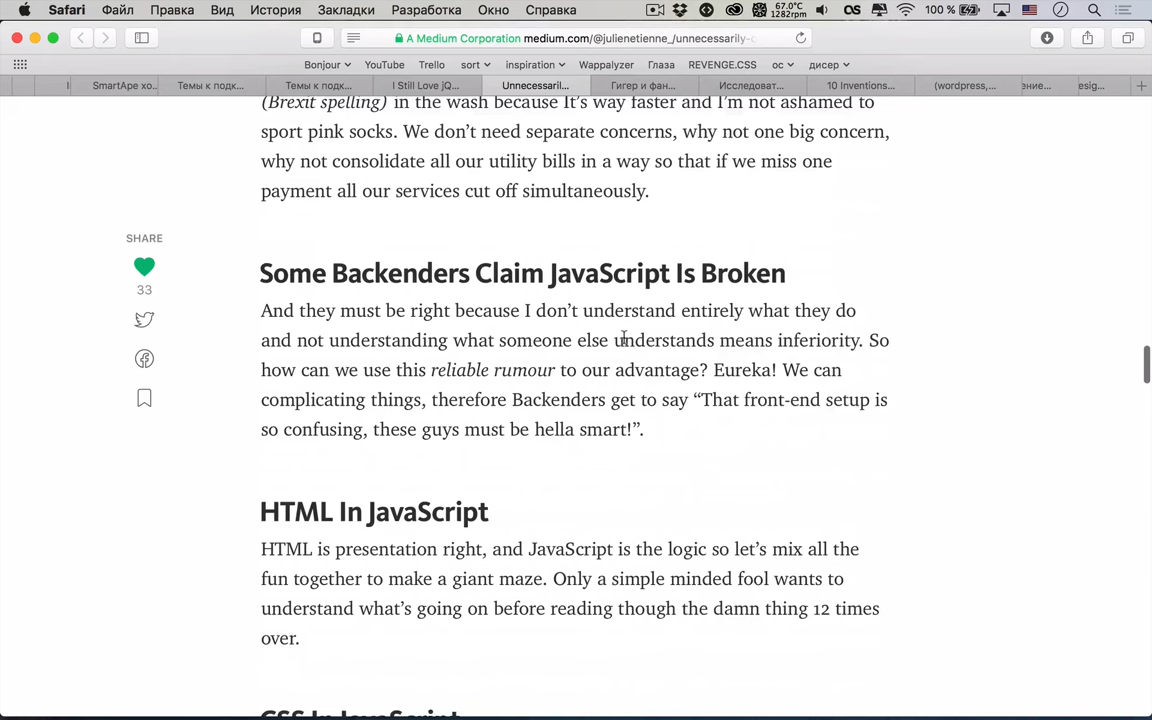 Safari Файл Правка Вид История Закладки Разработка Окно Справка 67.0°C 1282rpm 100 %
A Medium Corporation medium.com/@julienetienne_/unnecessarily-c
Bonjour YouTube Trello sort inspiration Wappalyzer Глаза REVENGE.CSS ос дисер
SmartApe хо... Темы к подк... Темы к подк... I Still Love jQ... Unnecessaril... Гигер и фан... Исследоват... 10 Inventions... (wordpress,... ение... esig...
(Brexit spelling) in the wash because It’s way faster and I’m not ashamed to
sport pink socks. We don’t need separate concerns, why not one big concern,
why not consolidate all our utility bills in a way so that if we miss one
payment all our services cut off simultaneously.
SHARE
33
Some Backenders Claim JavaScript Is Broken
And they must be right because I don’t understand entirely what they do
and not understanding what someone else understands means inferiority. So
how can we use this reliable rumour to our advantage? Eureka! We can
complicating things, therefore Backenders get to say “That front-end setup is
so confusing, these guys must be hella smart!”.
HTML In JavaScript
HTML is presentation right, and JavaScript is the logic so let’s mix all the
fun together to make a giant maze. Only a simple minded fool wants to
understand what’s going on before reading though the damn thing 12 times
over.
CSS In JavaScript